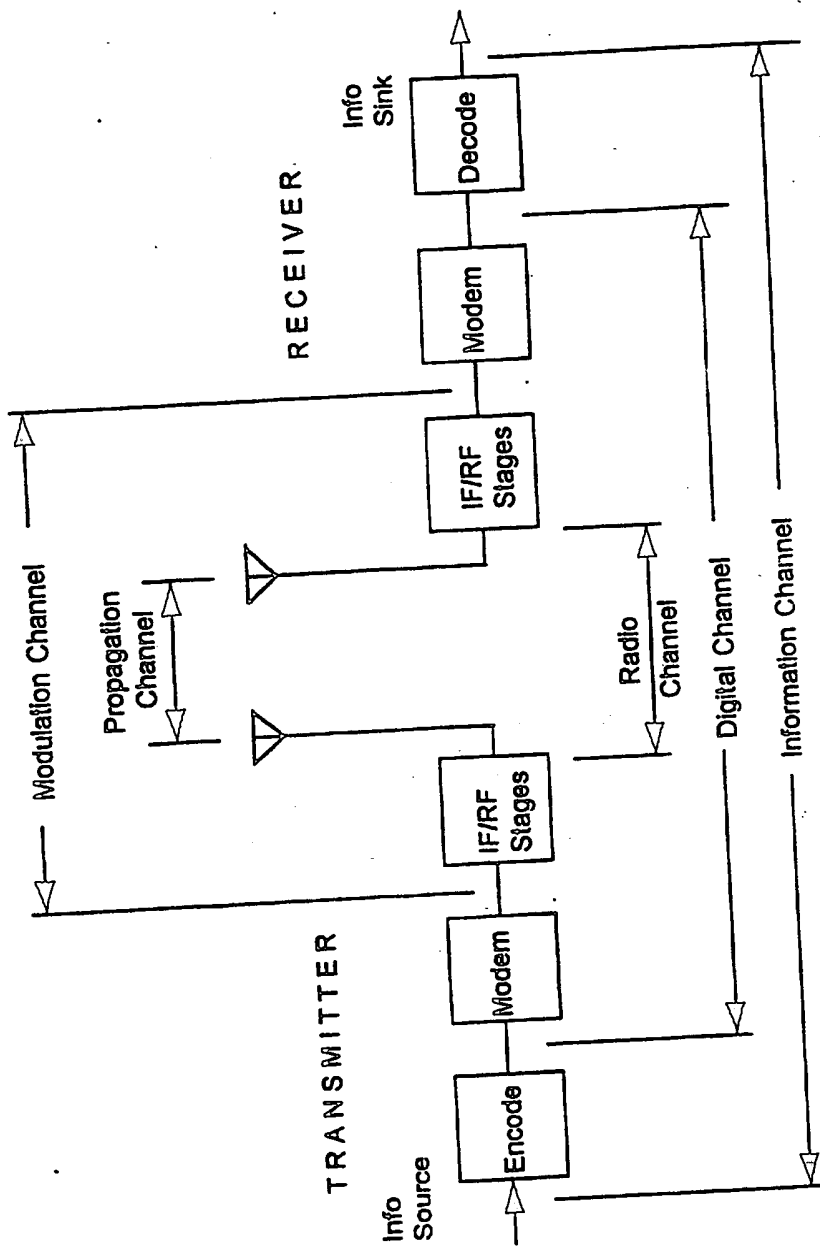 Modulation Channel
Propagation
Channel
TRANSMITTER
RECEIVER
Info
Source
Info
Sink
Encode
Modem
IF/RF
Stages
IF/RF
Stages
Modem
Decode
Radio
Channel
Digital Channel
Information Channel